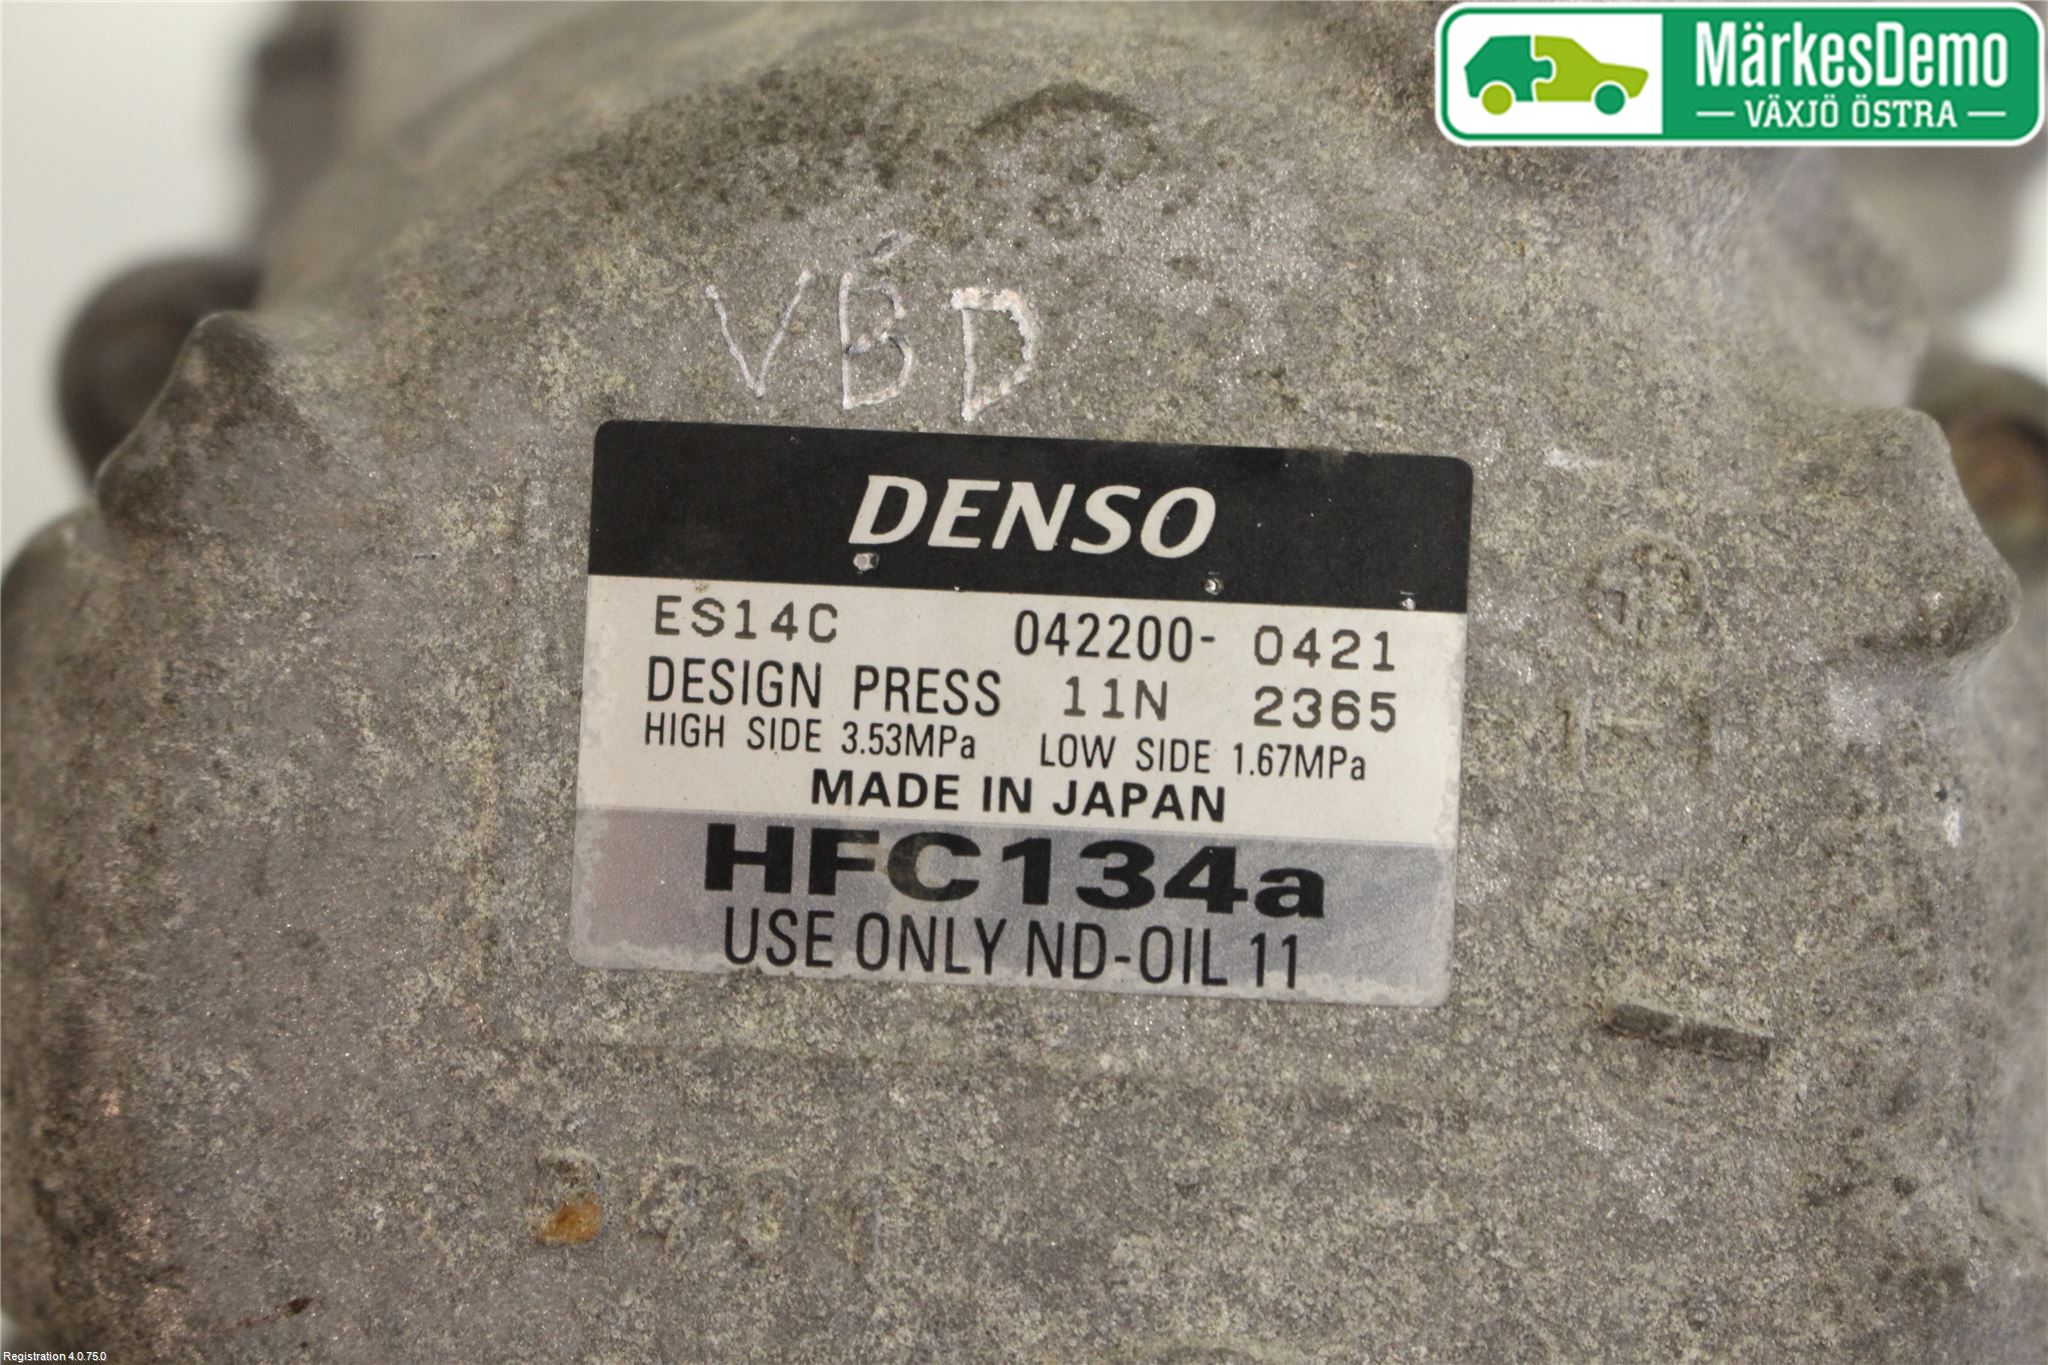 MärkesDemo
VÄXJÖ ÖSTRA
VBD
DENSO
ES14C 042200- 0421
DESIGN PRESS 11N 2365
HIGH SIDE 3.53MPa LOW SIDE 1.67MPa
MADE IN JAPAN
HFC134a
USE ONLY ND-OIL 11
Registration 4.0.75.0